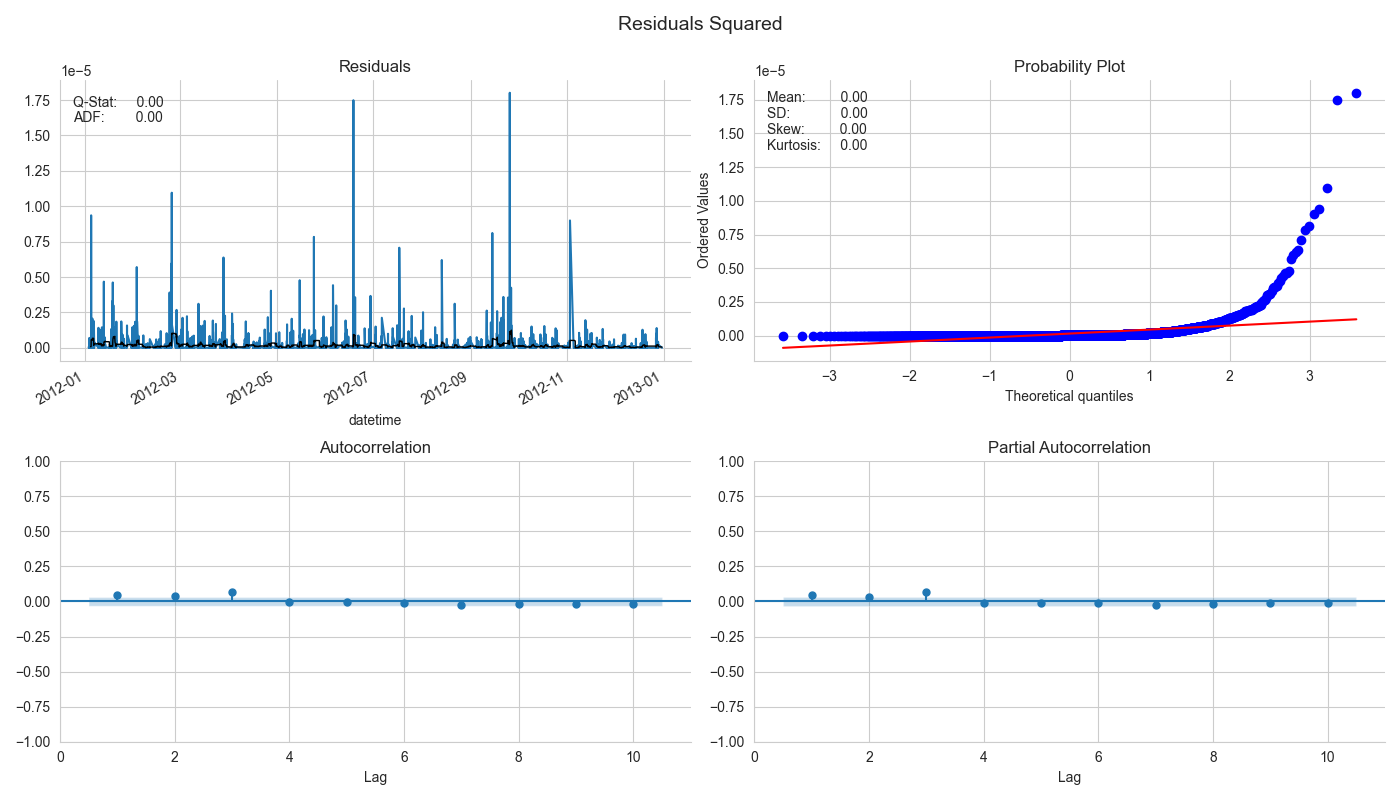 Residuals Squared
Residuals
1e−5
Q-Stat: 0.00
ADF: 0.00
1.75
1.50
1.25
1.00
0.75
0.50
0.25
0.00
2012-01
2012-03
2012-05
2012-07
2012-09
2012-11
2013-01
datetime
Probability Plot
1e−5
Mean: 0.00
SD: 0.00
Skew: 0.00
Kurtosis: 0.00
Ordered Values
1.75
1.50
1.25
1.00
0.75
0.50
0.25
0.00
−3 −2 −1 0 1 2 3
Theoretical quantiles
Autocorrelation
1.00
0.75
0.50
0.25
0.00
−0.25
−0.50
−0.75
−1.00
0 2 4 6 8 10
Lag
Partial Autocorrelation
1.00
0.75
0.50
0.25
0.00
−0.25
−0.50
−0.75
−1.00
0 2 4 6 8 10
Lag